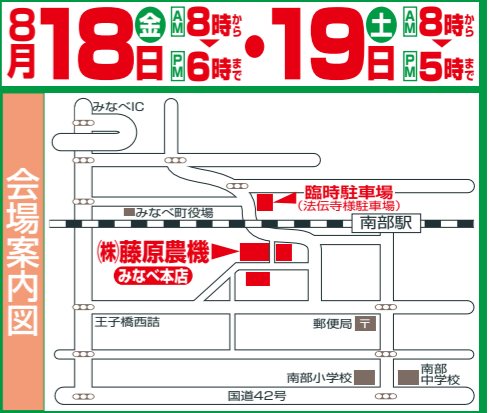 8月18日金 AM8時から PM6時まで・19日土 AM8時から PM5時まで
会場案内図
みなべIC
臨時駐車場
(法伝寺様駐車場)
みなべ町役場
南部駅
㈱藤原農機
みなべ本店
王子橋西詰
郵便局
〒
南部小学校
南部
中学校
国道42号